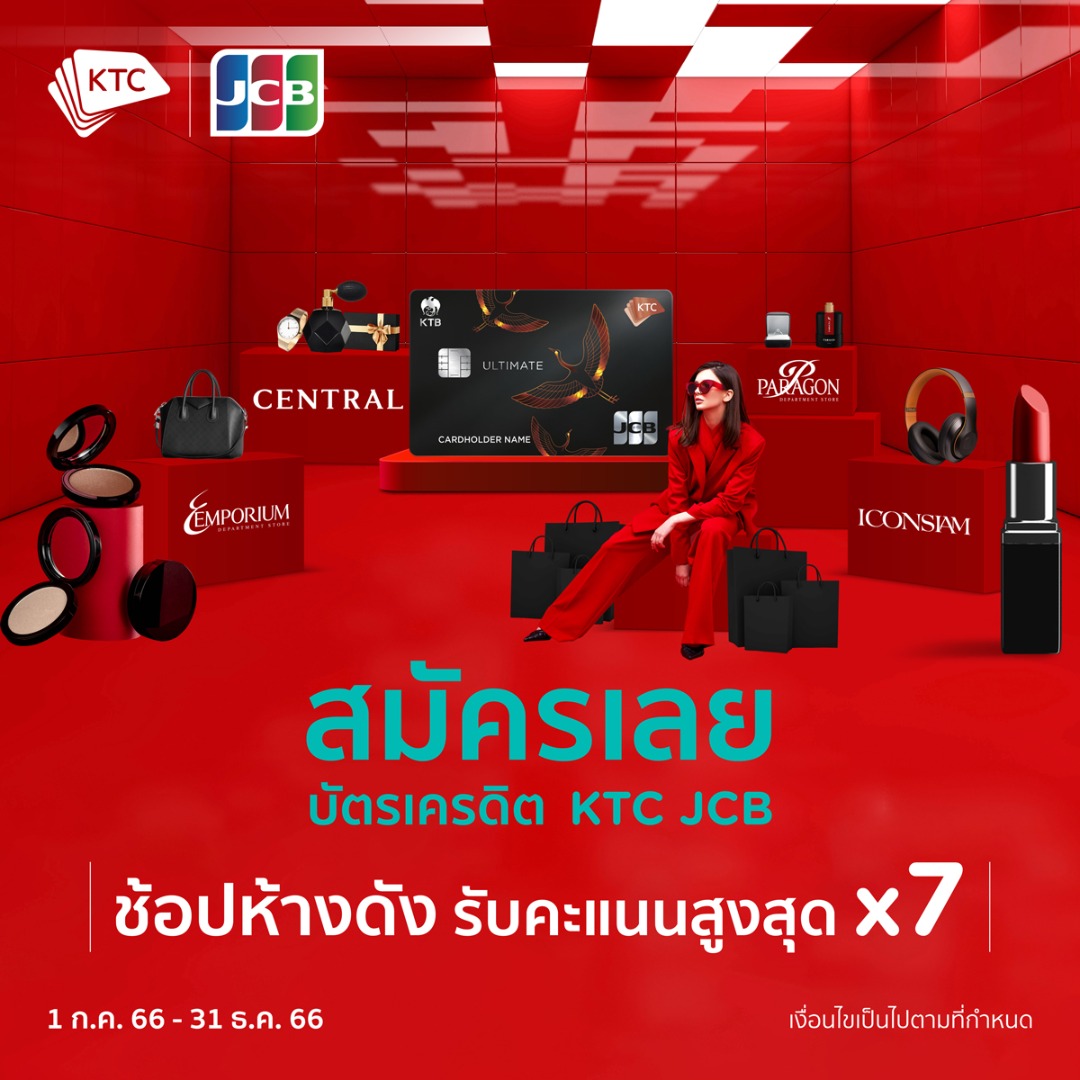 KTC
JCB
KTB
KTC
ULTIMATE
CARDHOLDER NAME
JCB
CENTRAL
PARAGON
DEPARTMENT STORE
EMPORIUM
DEPARTMENT STORE
ICONSIAM
สมัครเลย
บัตรเครดิต KTC JCB
ช้อปห้างดัง รับคะแนนสูงสุด x7
1 ก.ค. 66 - 31 ธ.ค. 66
เงื่อนไขเป็นไปตามที่กำหนด